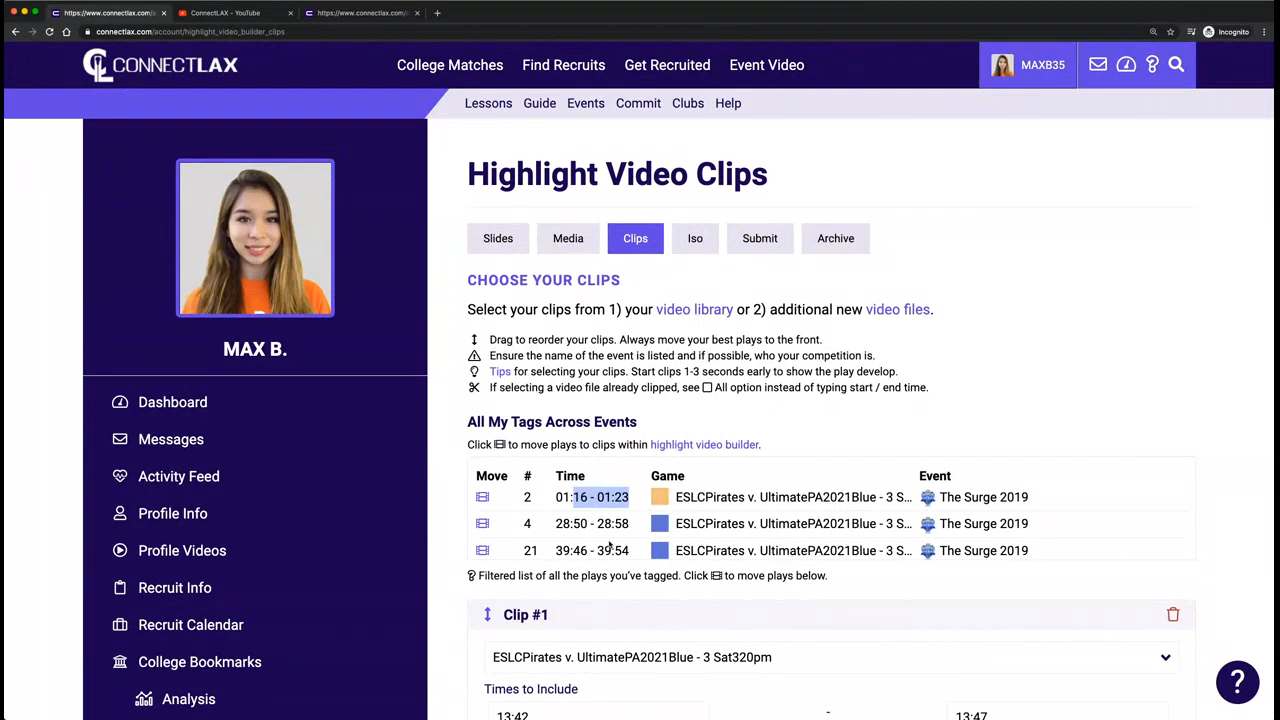 https://www.connectlax.com/a
ConnectLAX - YouTube
https://www.connectlax.com/
connectlax.com/account/highlight_video_builder_clips
Incognito
CONNECTLAX
College Matches
Find Recruits
Get Recruited
Event Video
MAXB35
Lessons
Guide
Events
Commit
Clubs
Help
MAX B.
Dashboard
Messages
Activity Feed
Profile Info
Profile Videos
Recruit Info
Recruit Calendar
College Bookmarks
Analysis
Highlight Video Clips
Slides
Media
Clips
Iso
Submit
Archive
CHOOSE YOUR CLIPS
Select your clips from 1) your video library or 2) additional new video files.
Drag to reorder your clips. Always move your best plays to the front.
Ensure the name of the event is listed and if possible, who your competition is.
Tips for selecting your clips. Start clips 1-3 seconds early to show the play develop.
If selecting a video file already clipped, see All option instead of typing start / end time.
All My Tags Across Events
Click to move plays to clips within highlight video builder.
Move # Time Game Event
2 01:16 - 01:23 ESLCPirates v. UltimatePA2021Blue - 3 S... The Surge 2019
4 28:50 - 28:58 ESLCPirates v. UltimatePA2021Blue - 3 S... The Surge 2019
21 39:46 - 39:54 ESLCPirates v. UltimatePA2021Blue - 3 S... The Surge 2019
Filtered list of all the plays you've tagged. Click to move plays below.
Clip #1
ESLCPirates v. UltimatePA2021Blue - 3 Sat320pm
Times to Include
13:42 - 13:47
?